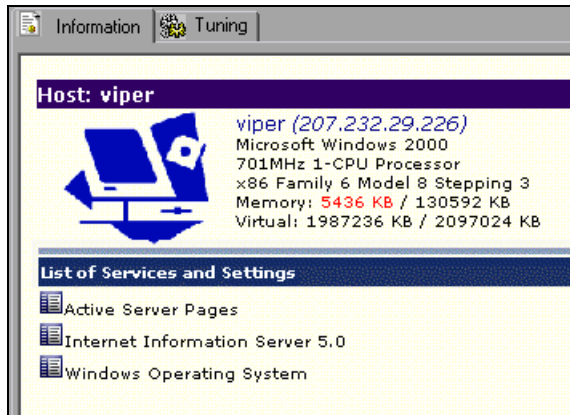 Information Tuning
Host: viper
viper (207.232.29.226)
Microsoft Windows 2000
701MHz 1-CPU Processor
x86 Family 6 Model 8 Stepping 3
Memory: 5436 KB / 130592 KB
Virtual: 1987236 KB / 2097024 KB
List of Services and Settings
Active Server Pages
Internet Information Server 5.0
Windows Operating System